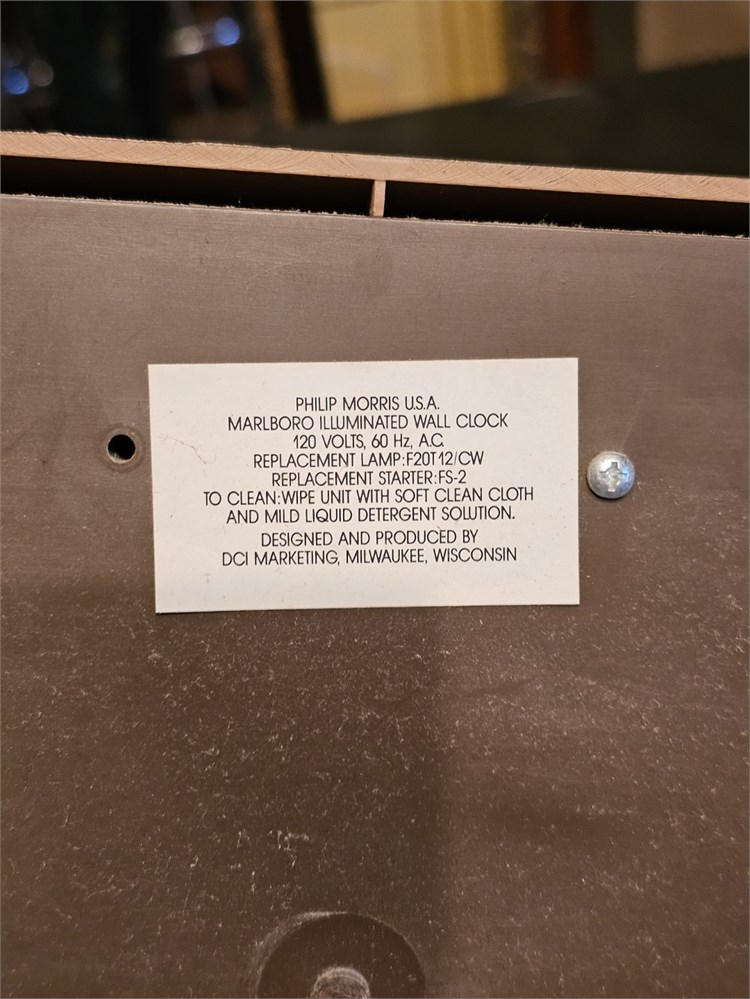 PHILIP MORRIS U.S.A.
MARLBORO ILLUMINATED WALL CLOCK
120 VOLTS, 60 Hz, A.C.
REPLACEMENT LAMP:F20T12/CW
REPLACEMENT STARTER:FS-2
TO CLEAN:WIPE UNIT WITH SOFT CLEAN CLOTH
AND MILD LIQUID DETERGENT SOLUTION.
DESIGNED AND PRODUCED BY
DCI MARKETING, MILWAUKEE, WISCONSIN